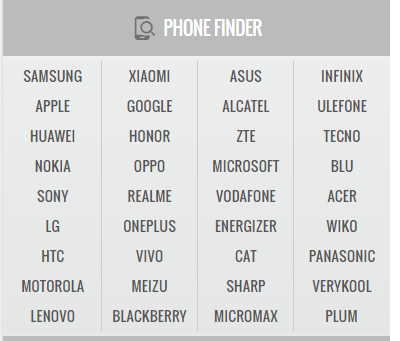 PHONE FINDER
SAMSUNG XIAOMI ASUS INFINIX
APPLE GOOGLE ALCATEL ULEFONE
HUAWEI HONOR ZTE TECNO
NOKIA OPPO MICROSOFT BLU
SONY REALME VODAFONE ACER
LG ONEPLUS ENERGIZER WIKO
HTC VIVO CAT PANASONIC
MOTOROLA MEIZU SHARP VERYKOOL
LENOVO BLACKBERRY MICROMAX PLUM